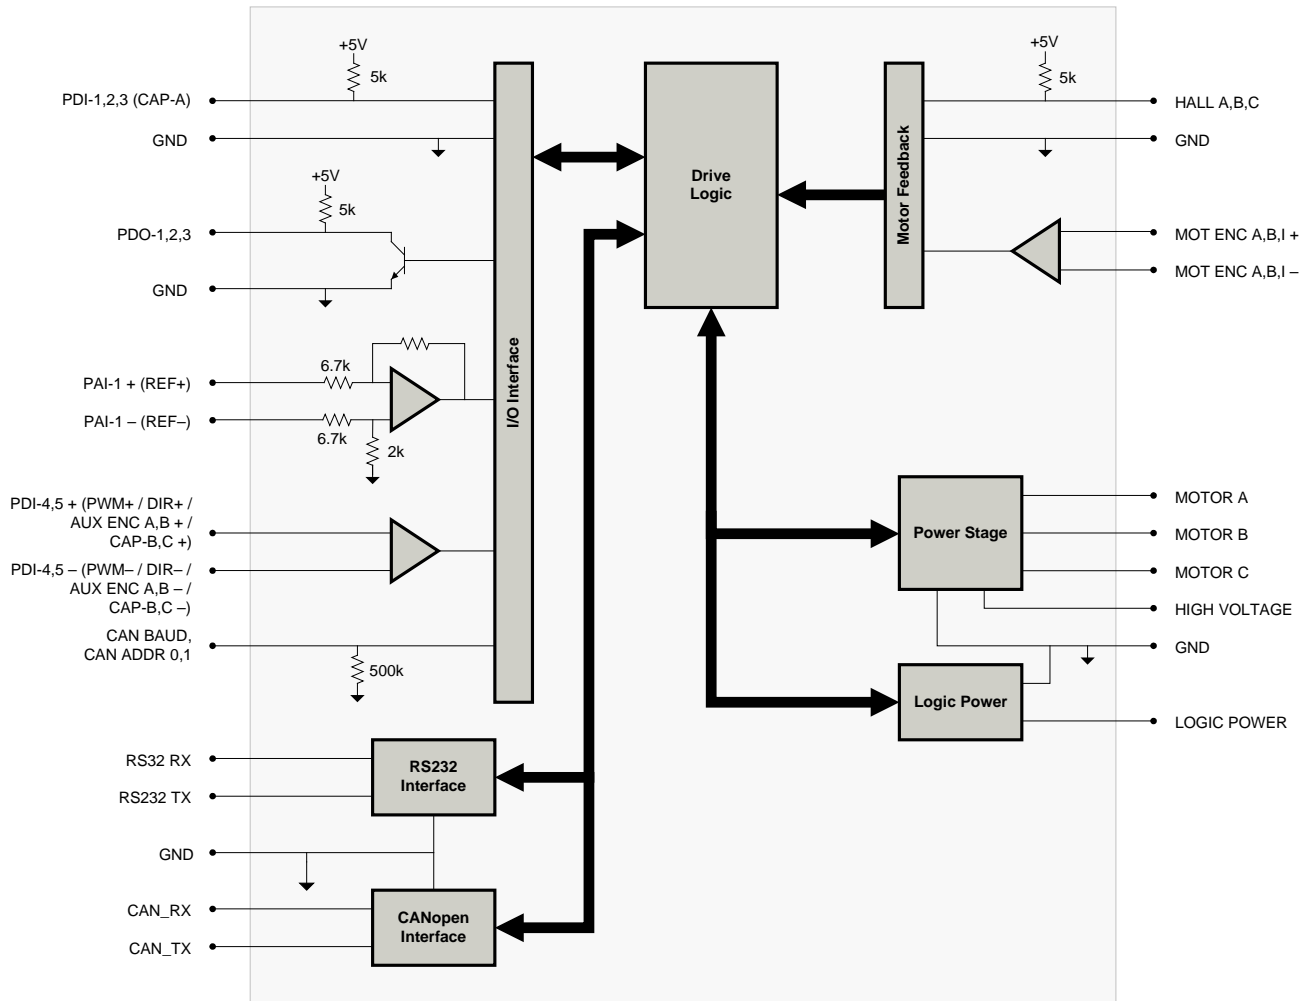 +5V
5k
PDI-1,2,3 (CAP-A)
GND
+5V
5k
PDO-1,2,3
GND
6.7k
PAI-1 + (REF+)
PAI-1 – (REF–)
6.7k
2k
PDI-4,5 + (PWM+ / DIR+ /
AUX ENC A,B + /
CAP-B,C +)
PDI-4,5 – (PWM– / DIR– /
AUX ENC A,B – /
CAP-B,C –)
CAN BAUD,
CAN ADDR 0,1
500k
I/O Interface
RS32 RX
RS232 TX
RS232
Interface
GND
CAN_RX
CAN_TX
CANopen
Interface
Drive
Logic
Motor Feedback
+5V
5k
HALL A,B,C
GND
MOT ENC A,B,I +
MOT ENC A,B,I –
Power Stage
MOTOR A
MOTOR B
MOTOR C
HIGH VOLTAGE
GND
Logic Power
LOGIC POWER